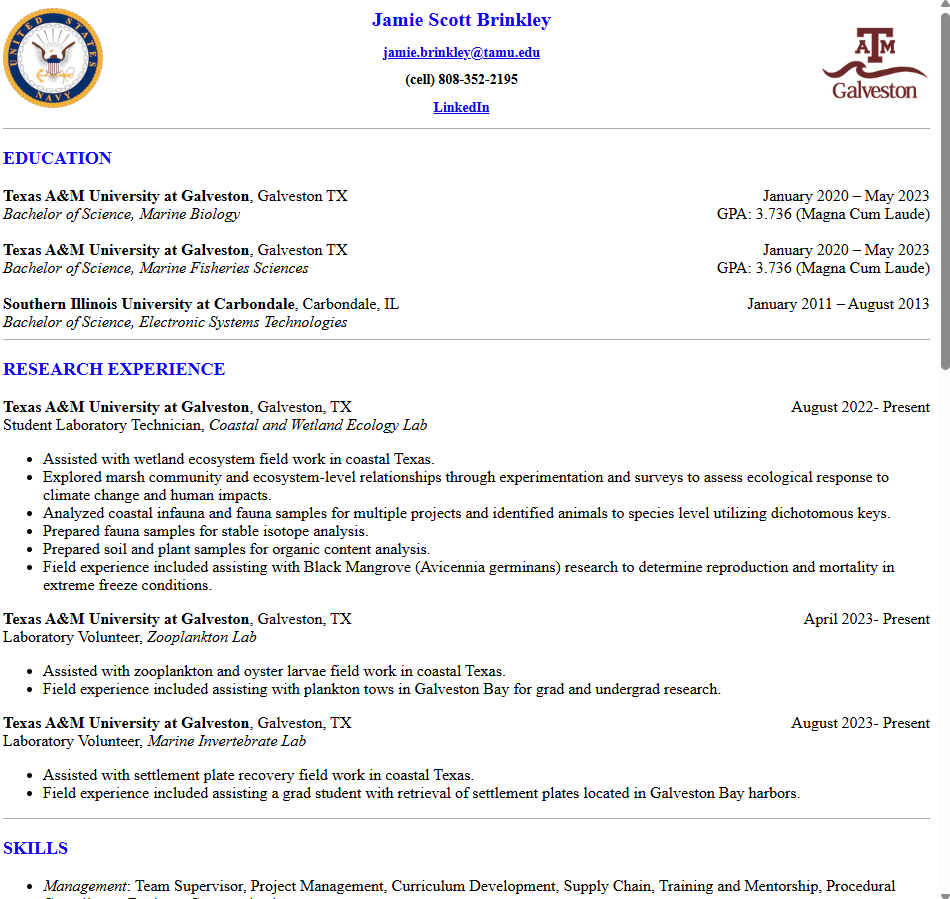 UNITED STATES NAVY
Jamie Scott Brinkley
jamie.brinkley@tamu.edu
(cell) 808-352-2195
LinkedIn
A&M
Galveston
EDUCATION
Texas A&M University at Galveston, Galveston TX January 2020 – May 2023
Bachelor of Science, Marine Biology GPA: 3.736 (Magna Cum Laude)
Texas A&M University at Galveston, Galveston TX January 2020 – May 2023
Bachelor of Science, Marine Fisheries Sciences GPA: 3.736 (Magna Cum Laude)
Southern Illinois University at Carbondale, Carbondale, IL January 2011 – August 2013
Bachelor of Science, Electronic Systems Technologies
RESEARCH EXPERIENCE
Texas A&M University at Galveston, Galveston, TX August 2022- Present
Student Laboratory Technician, Coastal and Wetland Ecology Lab
• Assisted with wetland ecosystem field work in coastal Texas.
• Explored marsh community and ecosystem-level relationships through experimentation and surveys to assess ecological response to
climate change and human impacts.
• Analyzed coastal infauna and fauna samples for multiple projects and identified animals to species level utilizing dichotomous keys.
• Prepared fauna samples for stable isotope analysis.
• Prepared soil and plant samples for organic content analysis.
• Field experience included assisting with Black Mangrove (Avicennia germinans) research to determine reproduction and mortality in
extreme freeze conditions.
Texas A&M University at Galveston, Galveston, TX April 2023- Present
Laboratory Volunteer, Zooplankton Lab
• Assisted with zooplankton and oyster larvae field work in coastal Texas.
• Field experience included assisting with plankton tows in Galveston Bay for grad and undergrad research.
Texas A&M University at Galveston, Galveston, TX August 2023- Present
Laboratory Volunteer, Marine Invertebrate Lab
• Assisted with settlement plate recovery field work in coastal Texas.
• Field experience included assisting a grad student with retrieval of settlement plates located in Galveston Bay harbors.
SKILLS
• Management: Team Supervisor, Project Management, Curriculum Development, Supply Chain, Training and Mentorship, Procedural